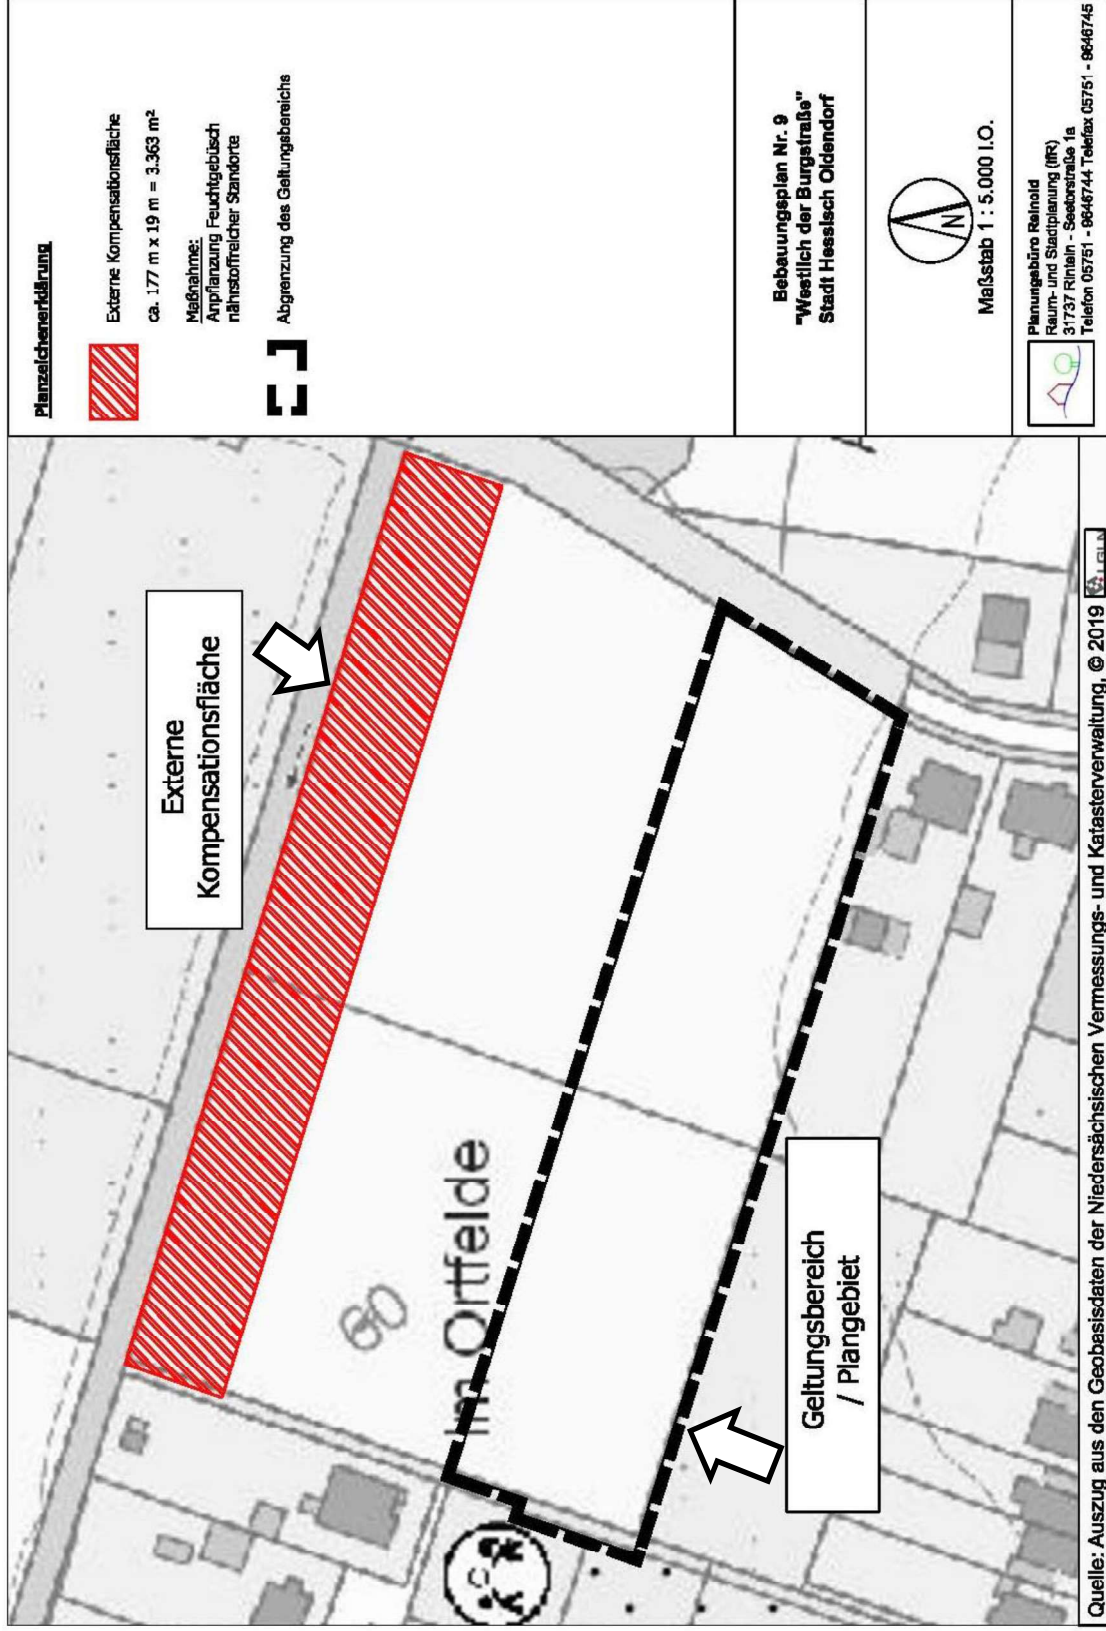 Planzeichenerklärung
Externe Kompensationsfläche
ca. 177 m x 19 m = 3.363 m²
Maßnahme:
Anpflanzung Feuchtgebüsch
nährstoffreicher Standorte
Abgrenzung des Geltungsbereichs
Bebauungsplan Nr. 9
"Westlich der Burgstraße"
Stadt Hessisch Oldendorf
N
Maßstab 1 : 5.000 I.O.
Planungsbüro Reinold
Raum- und Stadtplanung (IfR)
31737 Rinteln - Seetorstraße 1a
Telefon 05751 - 9646744 Telefax 05751 - 9646745
Externe
Kompensationsfläche
60
Im Ortfelde
Geltungsbereich
/ Plangebiet
Quelle: Auszug aus den Geobasisdaten der Niedersächsischen Vermessungs- und Katasterverwaltung, © 2019
LGLN